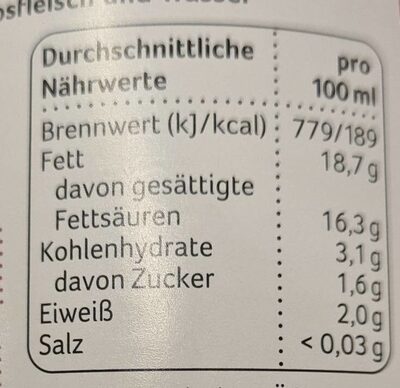 Durchschnittliche pro
Nährwerte 100 ml
Brennwert (kJ/kcal) 779/189
Fett 18,7 g
davon gesättigte
Fettsäuren 16,3 g
Kohlenhydrate 3,1 g
davon Zucker 1,6 g
Eiweiß 2,0 g
Salz < 0,03 g